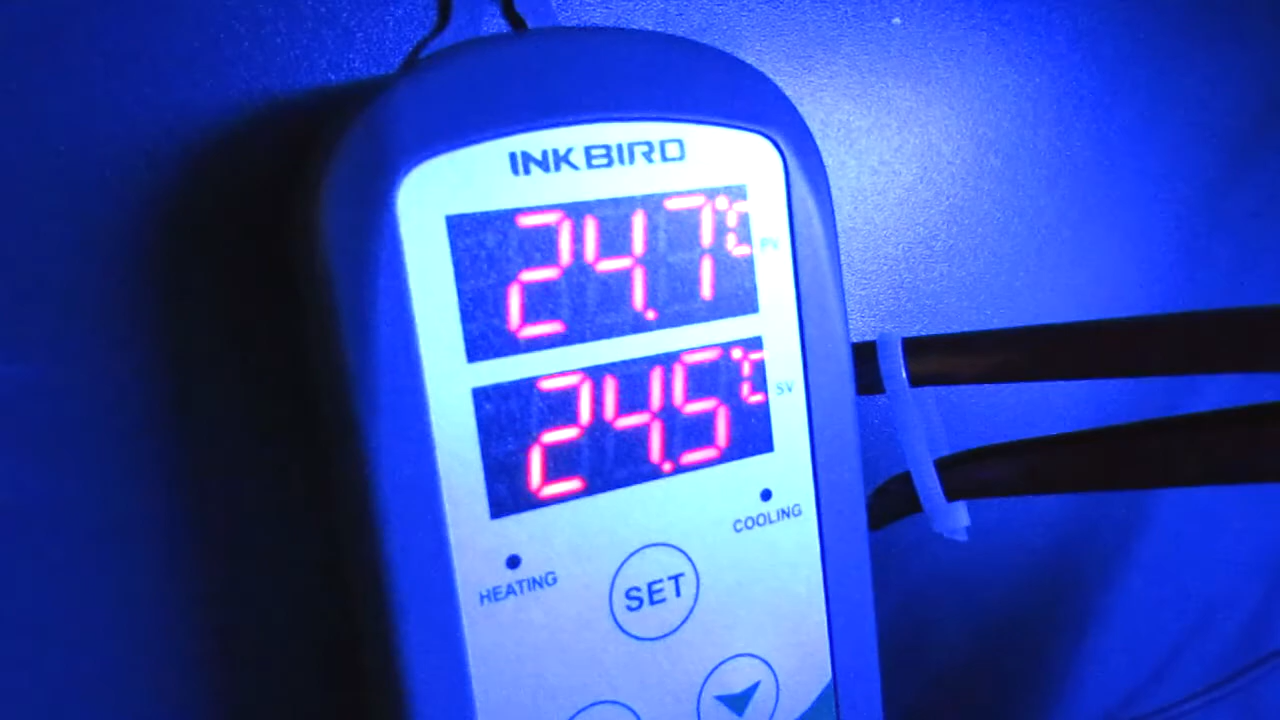 INKBIRD
24.7℃ PV
24.5℃ SV
COOLING
HEATING
SET